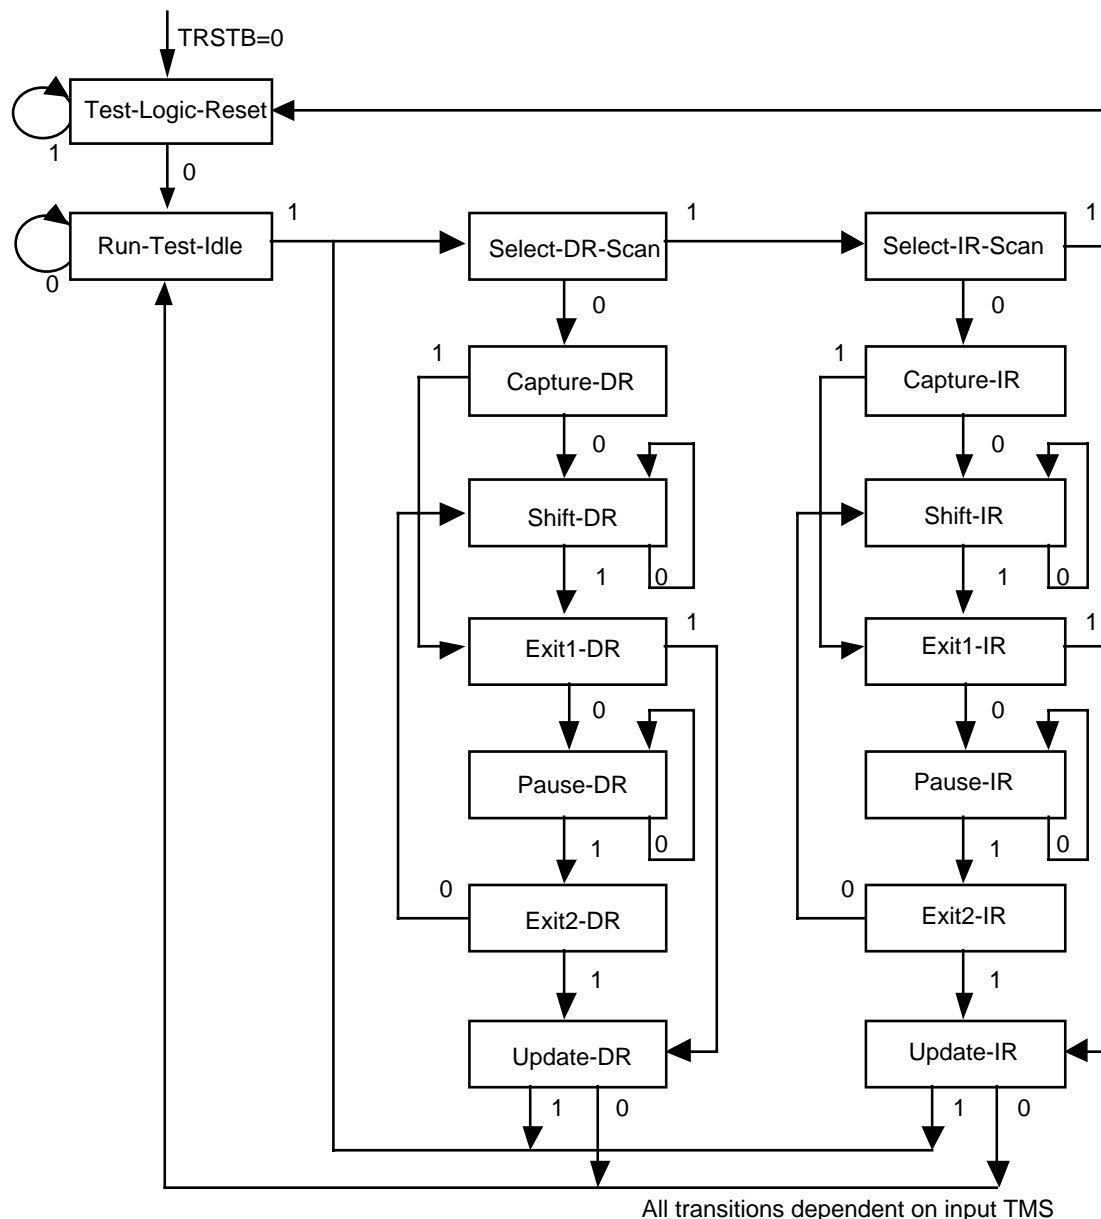 TRSTB=0
Test-Logic-Reset
1
0
1
1
1
Run-Test-Idle
Select-DR-Scan
Select-IR-Scan
0
0
0
1
1
Capture-DR
Capture-IR
0
0
Shift-DR
Shift-IR
1
0
1
0
1
1
Exit1-DR
Exit1-IR
0
0
Pause-DR
Pause-IR
1
0
1
0
0
0
Exit2-DR
Exit2-IR
1
1
Update-DR
Update-IR
1
0
1
0
All transitions dependent on input TMS